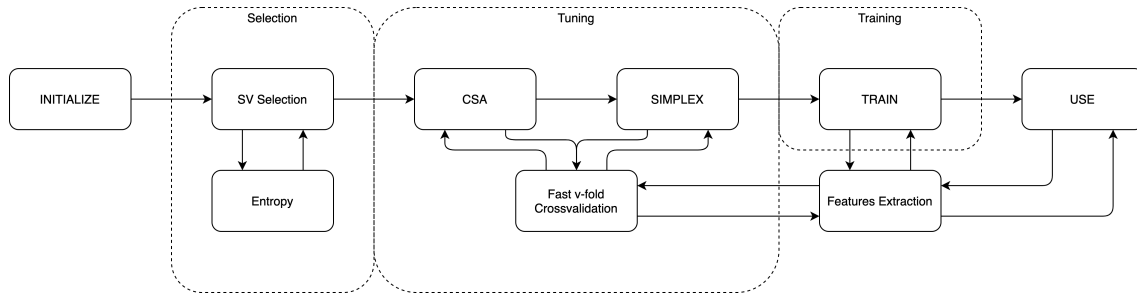 Selection
Tuning
Training
INITIALIZE
SV Selection
CSA
SIMPLEX
TRAIN
USE
Entropy
Fast v-fold
Crossvalidation
Features Extraction